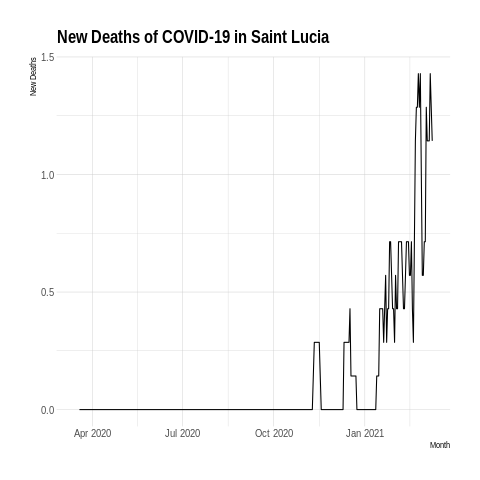 New Deaths of COVID-19 in Saint Lucia
New Deaths
1.5
1.0
0.5
0.0
Apr 2020 Jul 2020 Oct 2020 Jan 2021
Month